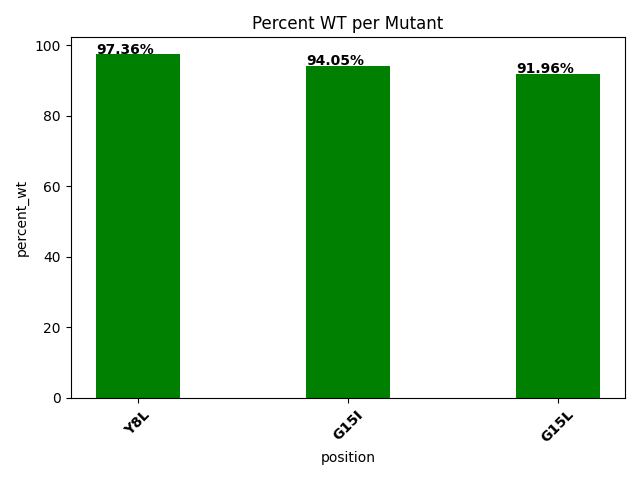 Percent WT per Mutant
percent_wt
100
80
60
40
20
0
97.36%
94.05%
91.96%
Y8L
G15I
G15L
position